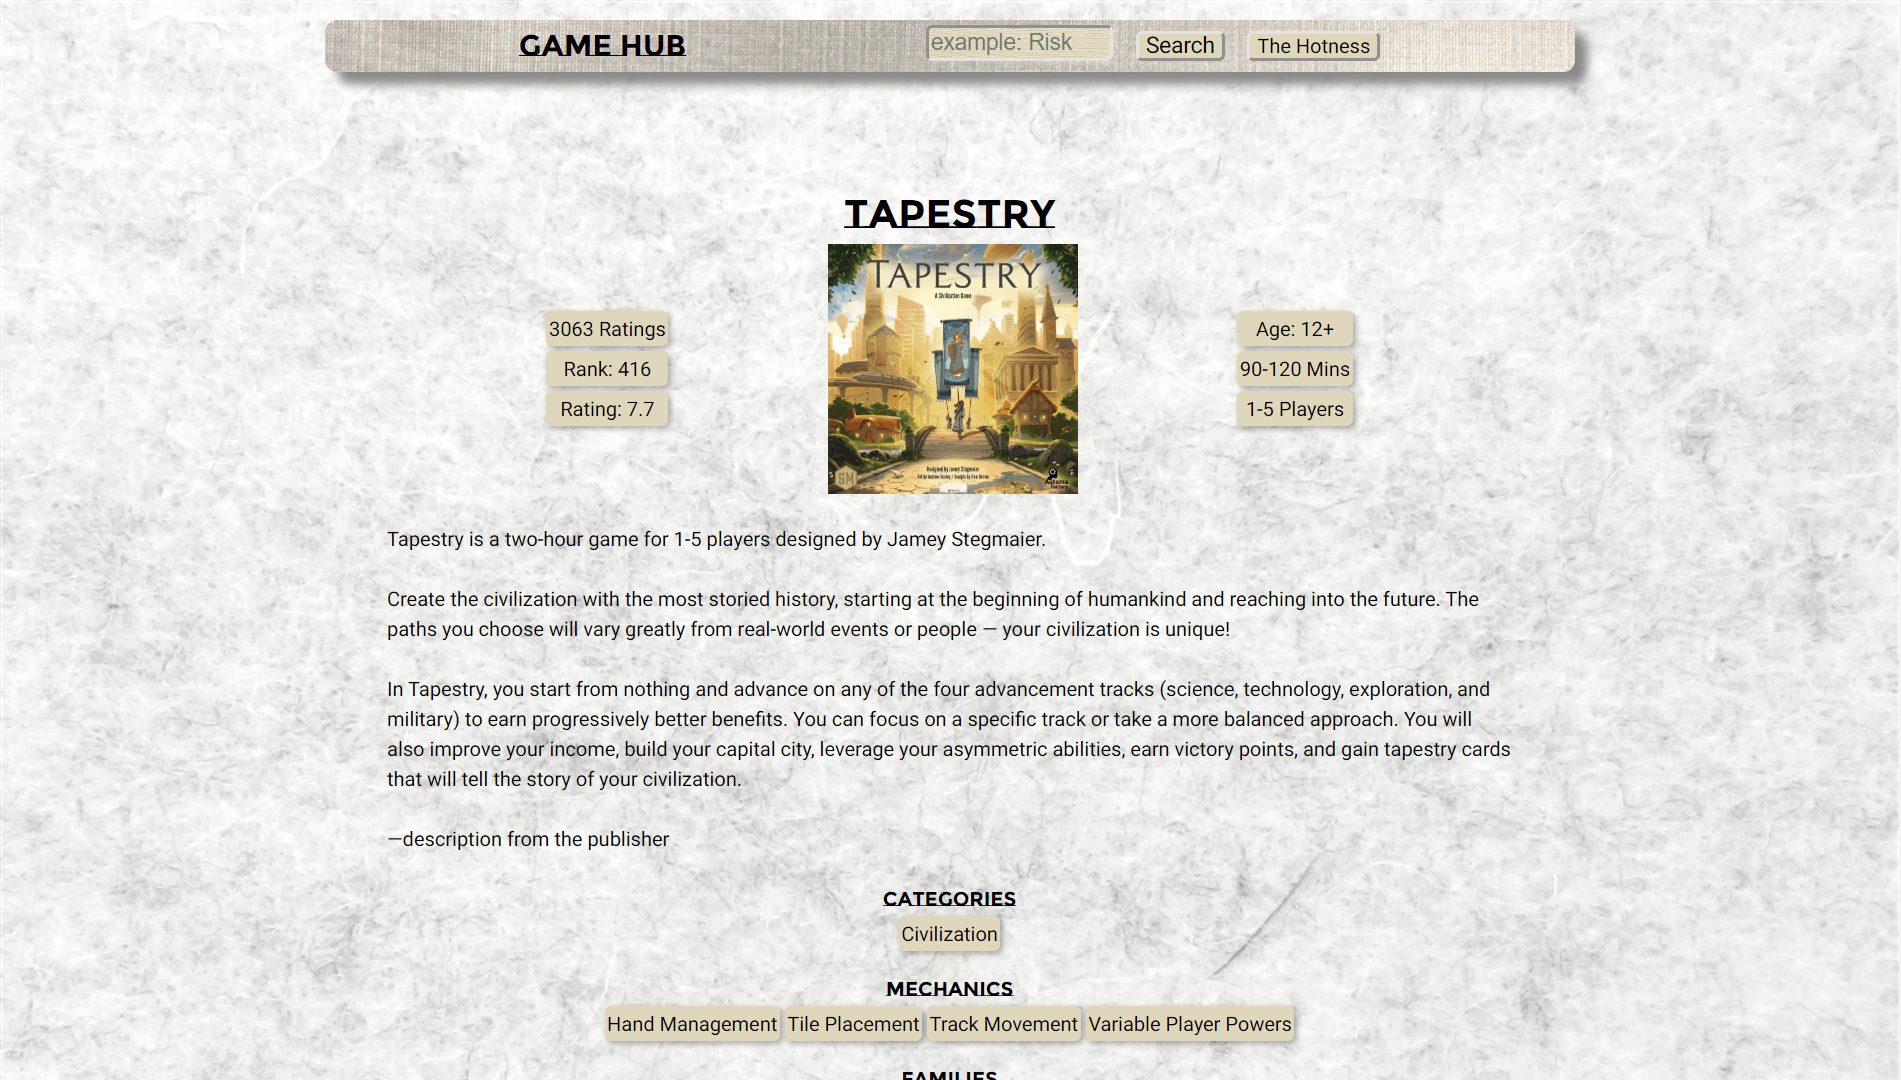 GAME HUB
example: Risk
Search
The Hotness
TAPESTRY
3063 Ratings
Rank: 416
Rating: 7.7
TAPESTRY
A Civilization Game
Designed by Jamey Stegmaier
SM
Automa
Factory
Age: 12+
90-120 Mins
1-5 Players
Tapestry is a two-hour game for 1-5 players designed by Jamey Stegmaier.
Create the civilization with the most storied history, starting at the beginning of humankind and reaching into the future. The
paths you choose will vary greatly from real-world events or people — your civilization is unique!
In Tapestry, you start from nothing and advance on any of the four advancement tracks (science, technology, exploration, and
military) to earn progressively better benefits. You can focus on a specific track or take a more balanced approach. You will
also improve your income, build your capital city, leverage your asymmetric abilities, earn victory points, and gain tapestry cards
that will tell the story of your civilization.
—description from the publisher
CATEGORIES
Civilization
MECHANICS
Hand Management
Tile Placement
Track Movement
Variable Player Powers
FAMILIES